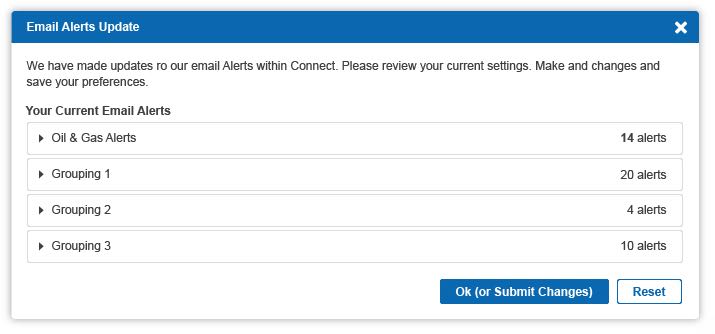 Email Alerts Update
We have made updates ro our email Alerts within Connect. Please review your current settings. Make and changes and
save your preferences.
Your Current Email Alerts
Oil & Gas Alerts 14 alerts
Grouping 1 20 alerts
Grouping 2 4 alerts
Grouping 3 10 alerts
Ok (or Submit Changes) Reset